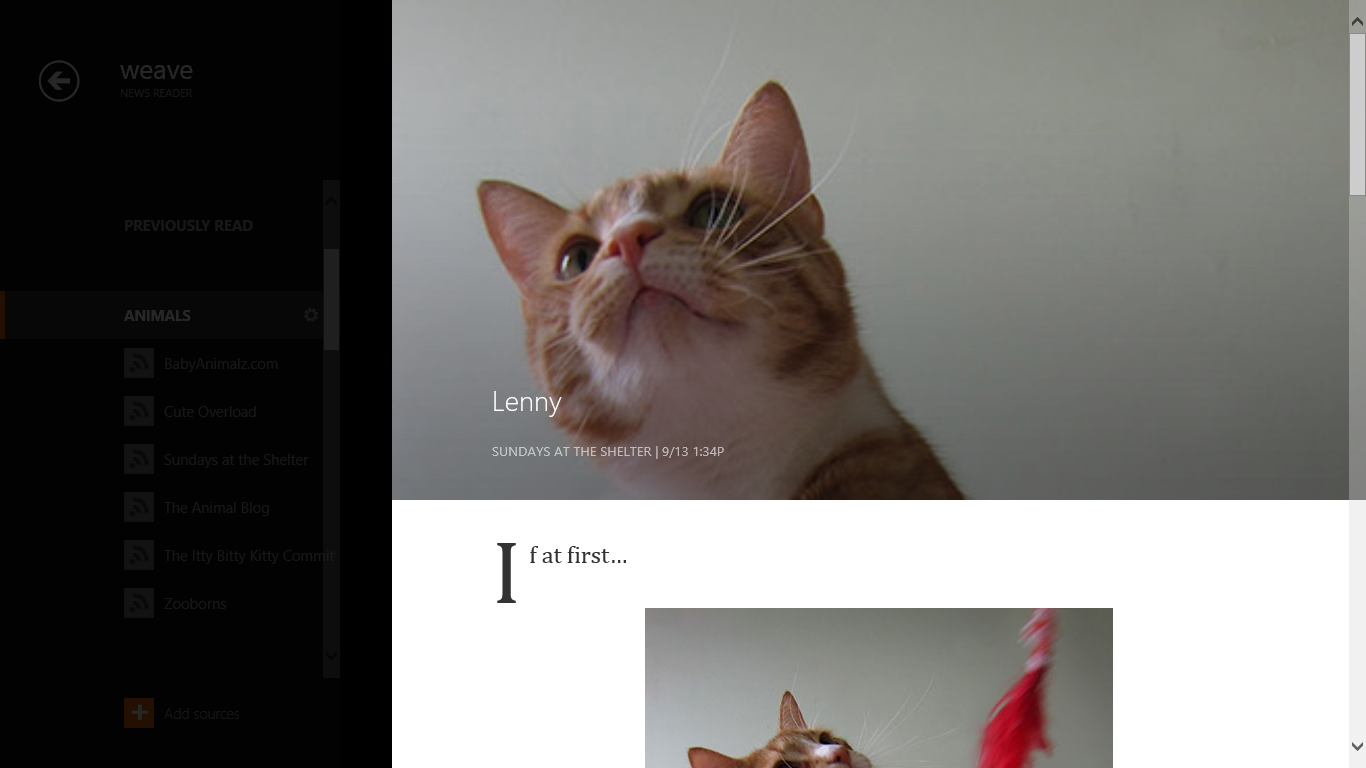 weave
NEWS READER
PREVIOUSLY READ
ANIMALS
BabyAnimalz.com
Cute Overload
Sundays at the Shelter
The Animal Blog
The Itty Bitty Kitty Commit
Zooborns
Add sources
Lenny
SUNDAYS AT THE SHELTER | 9/13 1:34P
If at first...